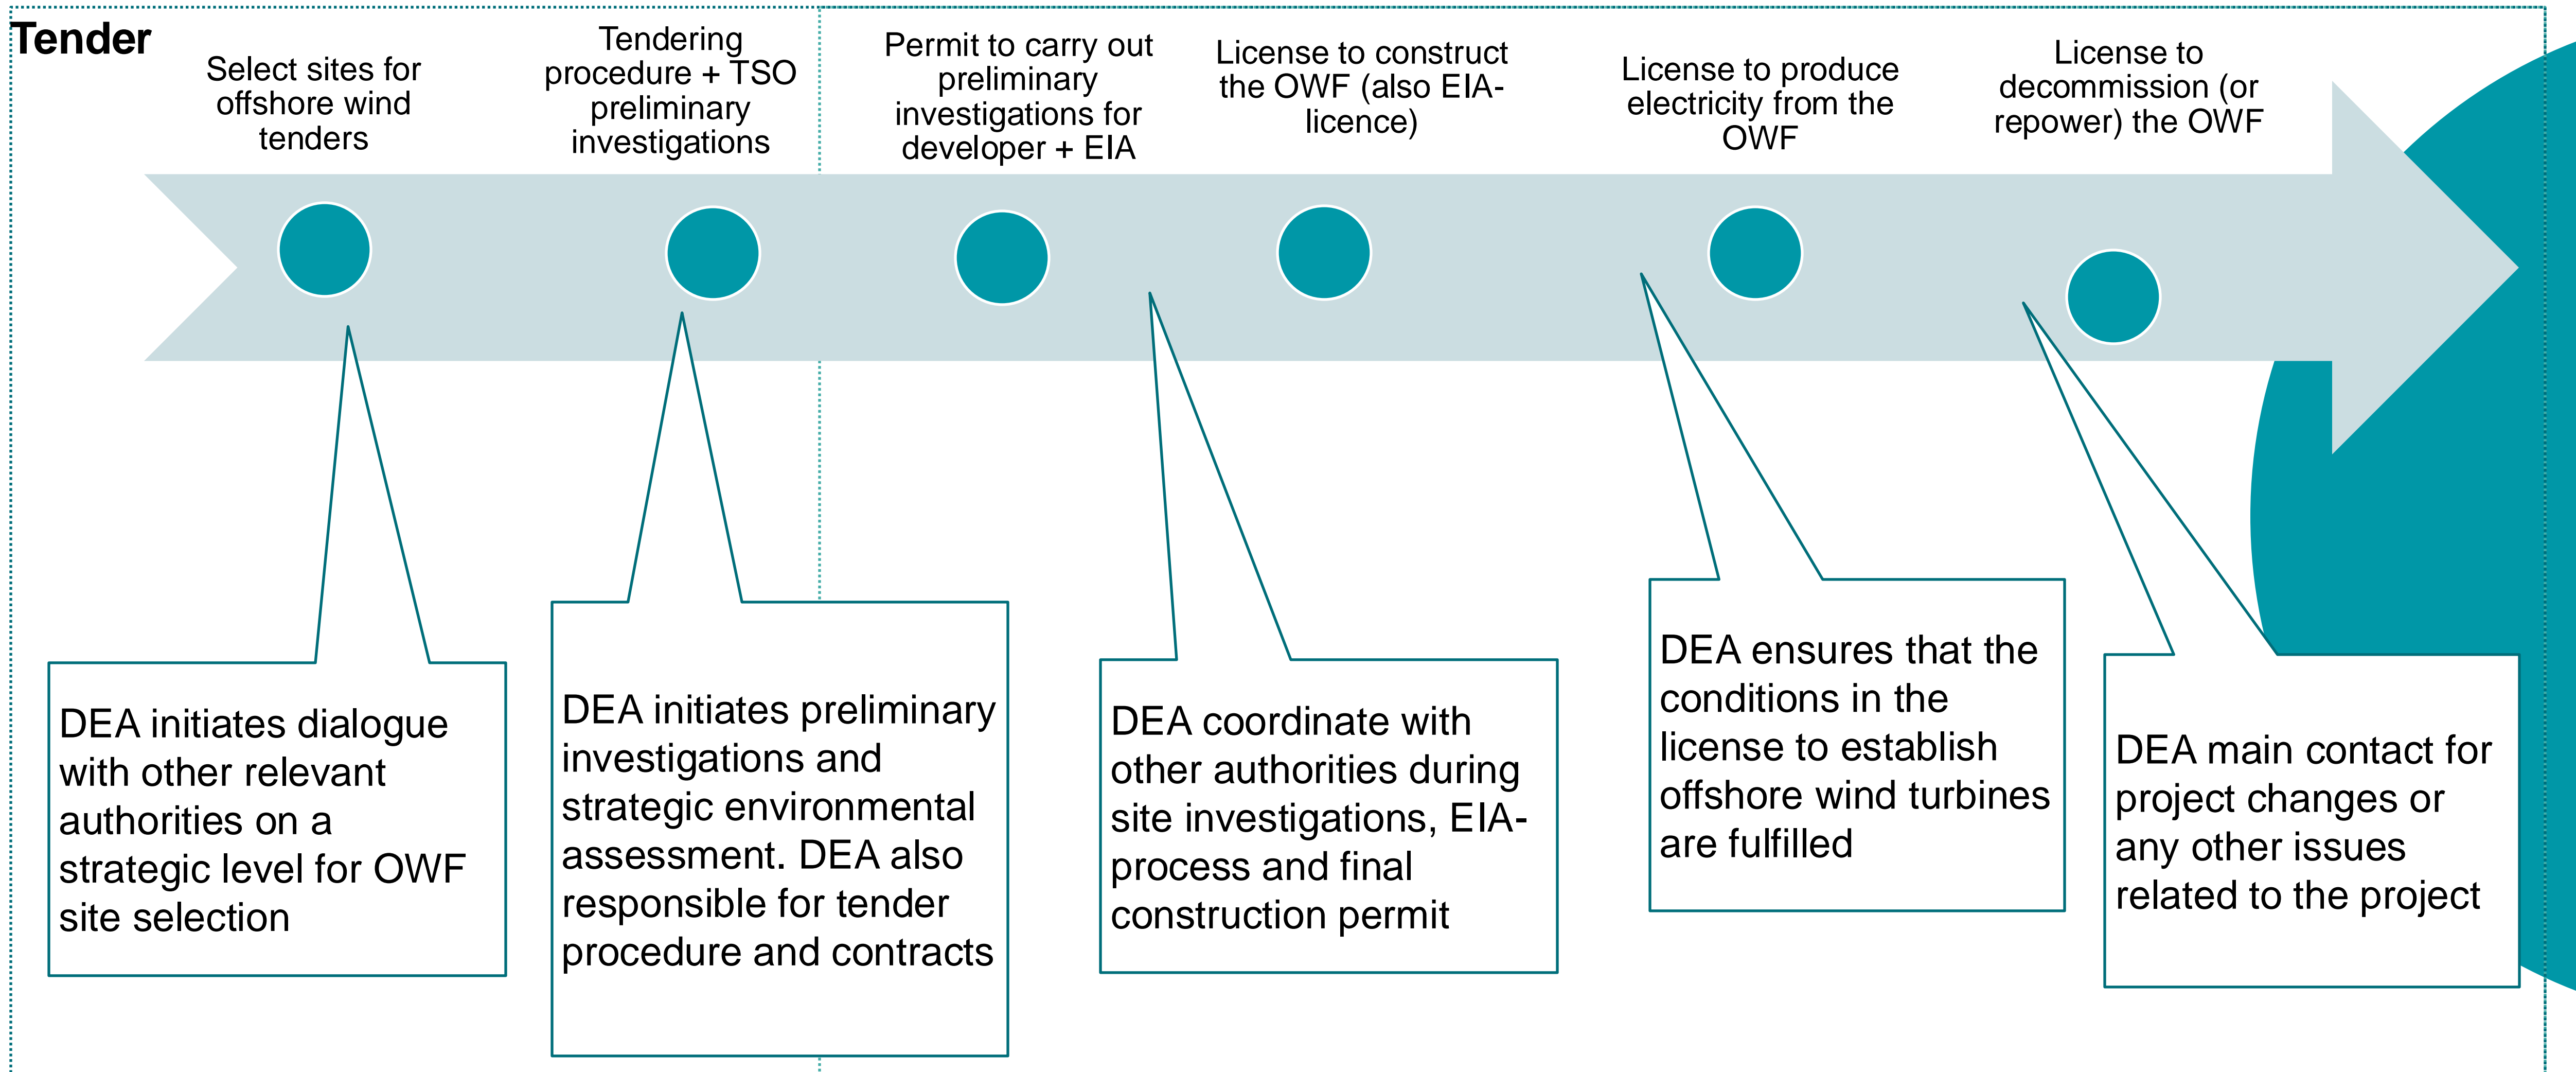 Tender
Select sites for
offshore wind
tenders
Tendering
procedure + TSO
preliminary
investigations
Permit to carry out
preliminary
investigations for
developer + EIA
License to construct
the OWF (also EIA-
licence)
License to produce
electricity from the
OWF
License to
decommission (or
repower) the OWF
DEA initiates dialogue
with other relevant
authorities on a
strategic level for OWF
site selection
DEA initiates preliminary
investigations and
strategic environmental
assessment. DEA also
responsible for tender
procedure and contracts
DEA coordinate with
other authorities during
site investigations, EIA-
process and final
construction permit
DEA ensures that the
conditions in the
license to establish
offshore wind turbines
are fulfilled
DEA main contact for
project changes or
any other issues
related to the project